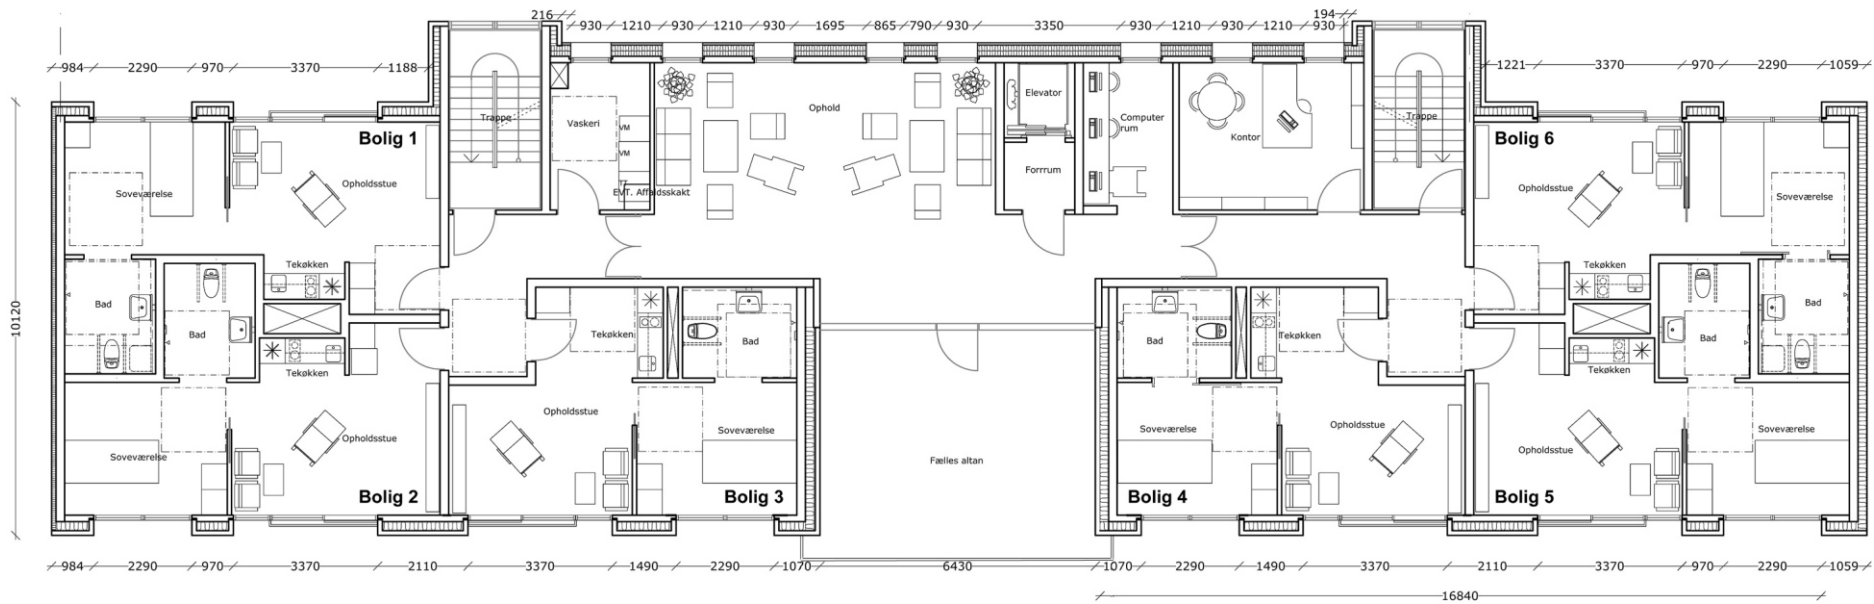 216
930
1210
930
1210
930
1695
865
790
930
3350
930
1210
930
1210
194
930
984
2290
970
3370
1188
1221
3370
970
2290
1059
10120
Trappe
Vaskeri
VM
VM
TT
EVT. Affaldsskakt
Ophold
Elevator
Forrrum
Computer
rum
Kontor
Trappe
Bolig 1
Soveværelse
Opholdsstue
Tekøkken
Bad
Bad
Bolig 6
Opholdsstue
Soveværelse
Tekøkken
Bad
Bad
Tekøkken
Opholdsstue
Soveværelse
Bolig 2
Tekøkken
Bad
Opholdsstue
Soveværelse
Bolig 3
Fælles altan
Bad
Tekøkken
Soveværelse
Opholdsstue
Bolig 4
Tekøkken
Opholdsstue
Soveværelse
Bolig 5
984
2290
970
3370
2110
3370
1490
2290
1070
6430
1070
2290
1490
3370
2110
3370
970
2290
1059
16840